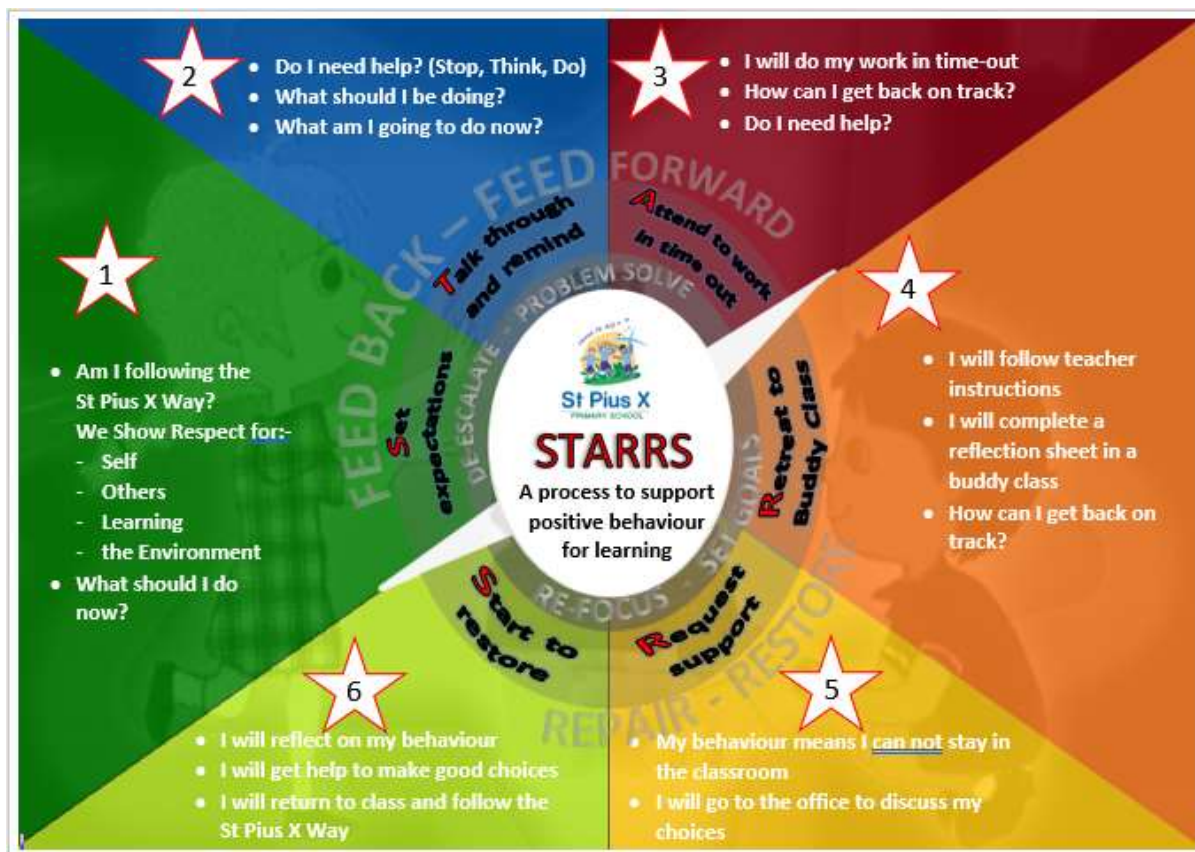 2
• Do I need help? (Stop, Think, Do)
• What should I be doing?
• What am I going to do now?
3
• I will do my work in time-out
• How can I get back on track?
• Do I need help?
1
• Am I following the
St Pius X Way?
We Show Respect for:-
- Self
- Others
- Learning
- the Environment
• What should I do
now?
4
• I will follow teacher
instructions
• I will complete a
reflection sheet in a
buddy class
• How can I get back on
track?
FEED BACK – FEED FORWARD
Set
expectations
Talk through
and remind
Attend to work
in time out
Retreat to
Buddy Class
Request
support
Start to
restore
DE-ESCALATE - PROBLEM SOLVE
RE-FOCUS - SET GOALS
REPAIR - RESTORE
St Pius X
PRIMARY SCHOOL
STARRS
A process to support
positive behaviour
for learning
6
• I will reflect on my behaviour
• I will get help to make good choices
• I will return to class and follow the
St Pius X Way
5
• My behaviour means I can not stay in
the classroom
• I will go to the office to discuss my
choices